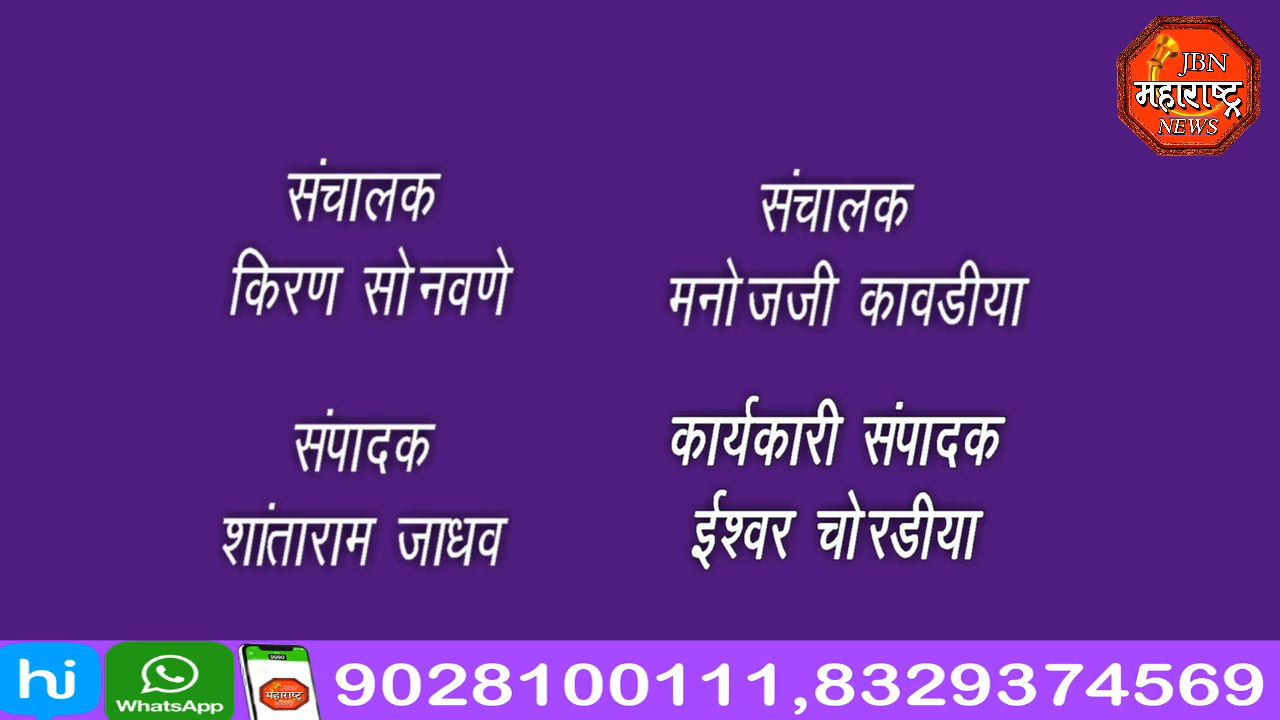 JBN
महाराष्ट्र
NEWS
संचालक
किरण सोनवणे
संचालक
मनोजजी कावडीया
संपादक
शांताराम जाधव
कार्यकारी संपादक
ईश्वर चोरडीया
hi
WhatsApp
महाराष्ट्र
9028100111,8329374569